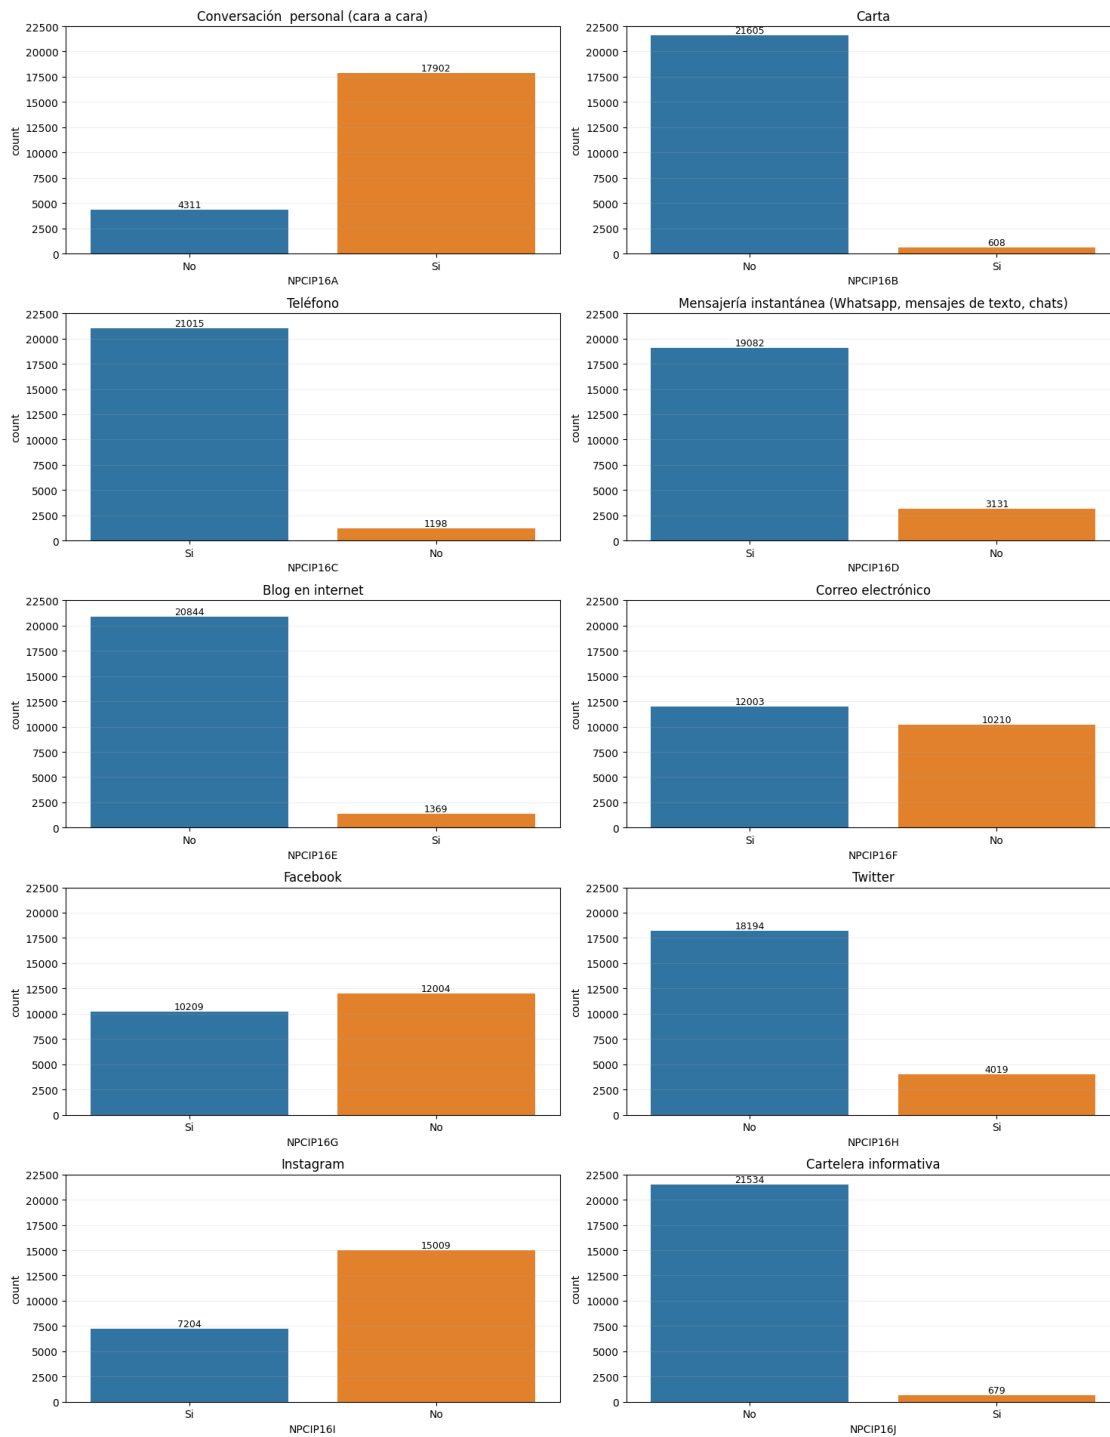 Conversación  personal (cara a cara)
22500
20000
17500
15000
12500
10000
7500
5000
2500
0
count
4311
17902
No
Si
NPCIP16A
Carta
22500
20000
17500
15000
12500
10000
7500
5000
2500
0
count
21605
608
No
Si
NPCIP16B
Teléfono
22500
20000
17500
15000
12500
10000
7500
5000
2500
0
count
21015
1198
Si
No
NPCIP16C
Mensajería instantánea (Whatsapp, mensajes de texto, chats)
22500
20000
17500
15000
12500
10000
7500
5000
2500
0
count
19082
3131
Si
No
NPCIP16D
Blog en internet
22500
20000
17500
15000
12500
10000
7500
5000
2500
0
count
20844
1369
No
Si
NPCIP16E
Correo electrónico
22500
20000
17500
15000
12500
10000
7500
5000
2500
0
count
12003
10210
Si
No
NPCIP16F
Facebook
22500
20000
17500
15000
12500
10000
7500
5000
2500
0
count
10209
12004
Si
No
NPCIP16G
Twitter
22500
20000
17500
15000
12500
10000
7500
5000
2500
0
count
18194
4019
No
Si
NPCIP16H
Instagram
22500
20000
17500
15000
12500
10000
7500
5000
2500
0
count
7204
15009
Si
No
NPCIP16I
Cartelera informativa
22500
20000
17500
15000
12500
10000
7500
5000
2500
0
count
21534
679
No
Si
NPCIP16J